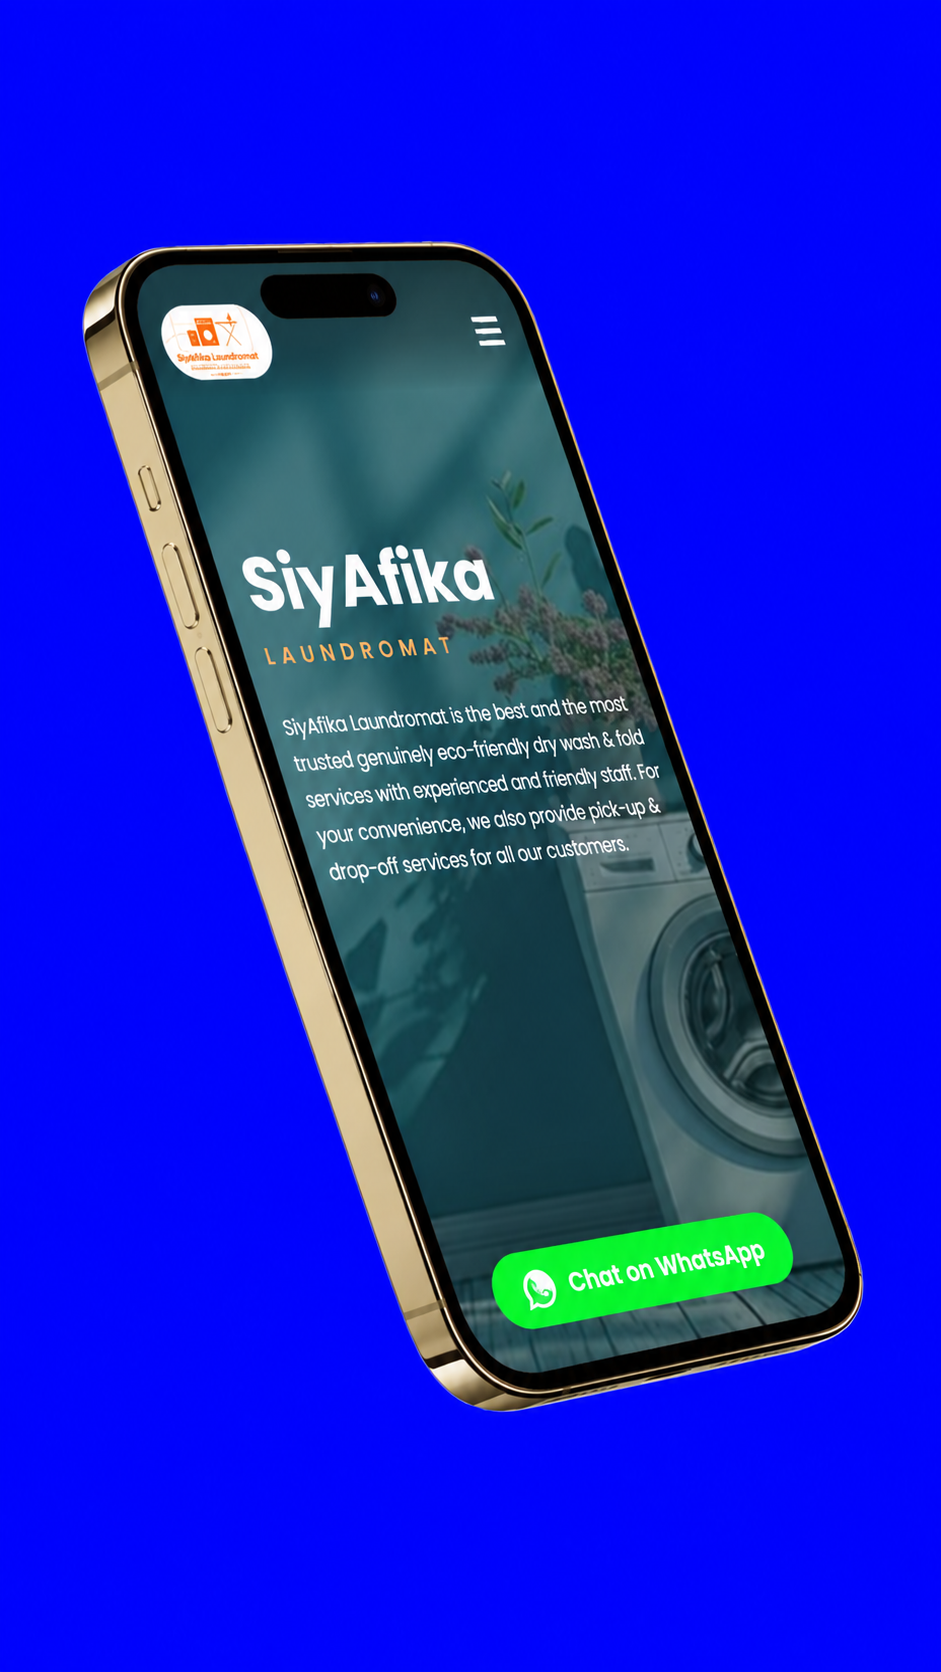 SiyAfika Laundromat
SiyAfika
LAUNDROMAT
SiyAfika Laundromat is the best and the most
trusted genuinely eco-friendly dry wash & fold
services with experienced and friendly staff. For
your convenience, we also provide pick-up &
drop-off services for all our customers.
Chat on WhatsApp